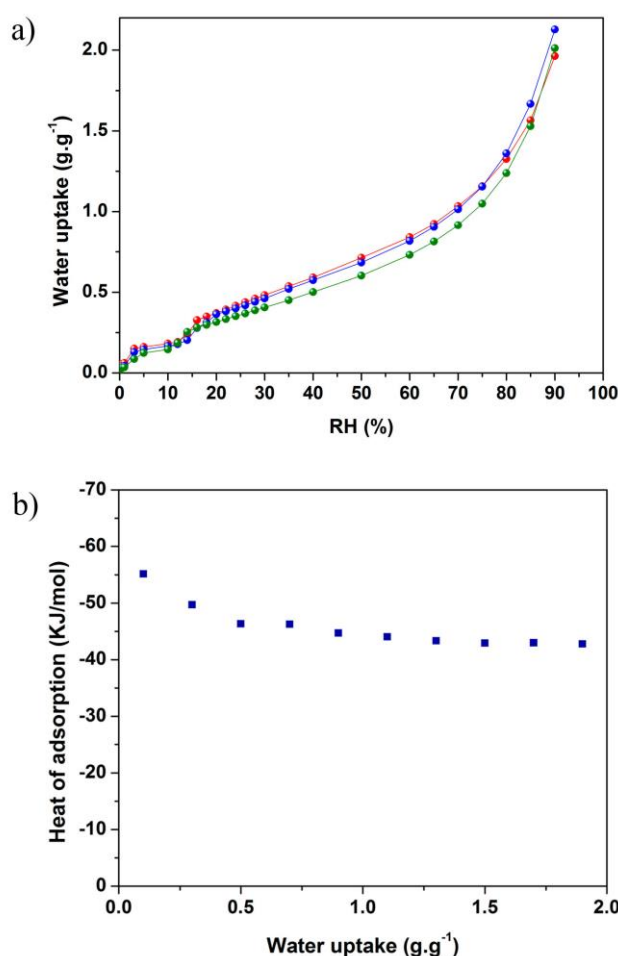 a)
2.0
1.5
1.0
0.5
0.0
Water uptake (g.g⁻¹)
0 10 20 30 40 50 60 70 80 90 100
RH (%)
b)
-70
-60
-50
-40
-30
-20
-10
0
Heat of adsorption (KJ/mol)
0.0 0.5 1.0 1.5 2.0
Water uptake (g.g⁻¹)